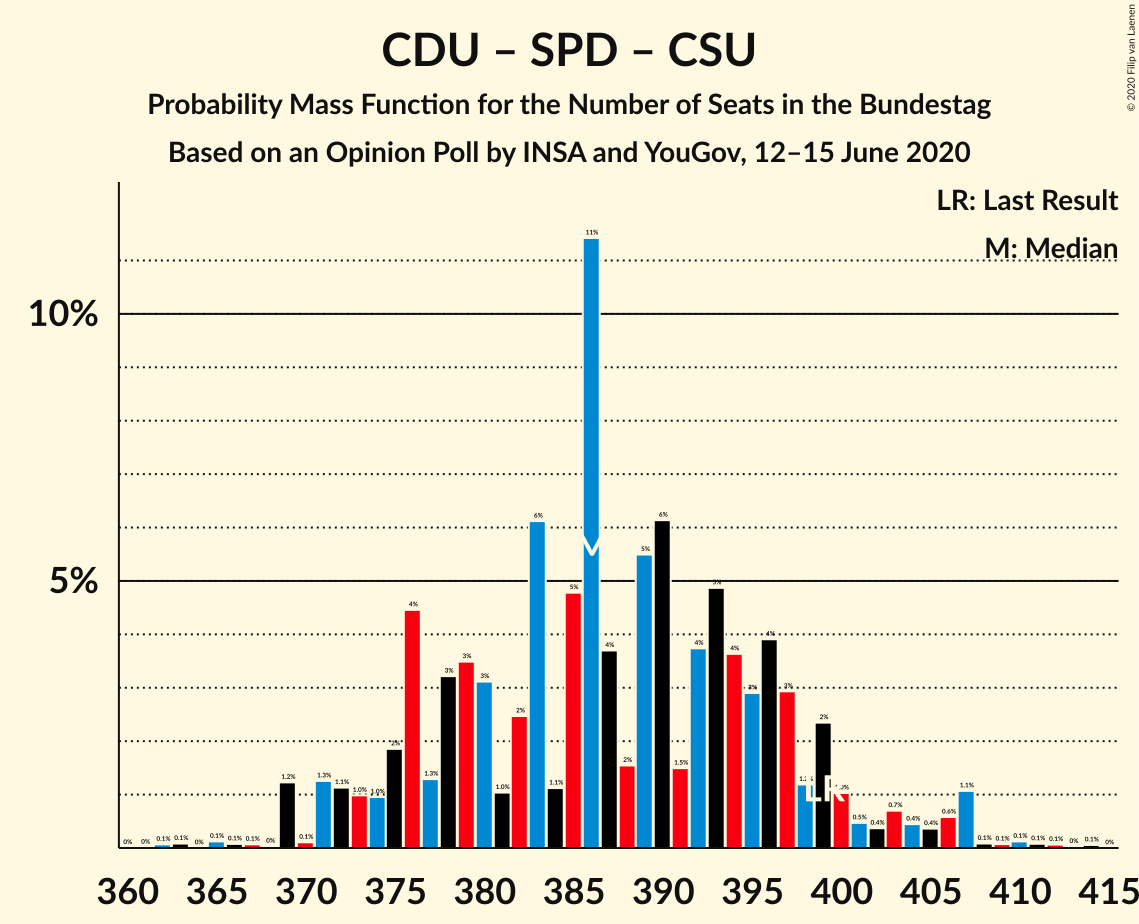 CDU – SPD – CSU
Probability Mass Function for the Number of Seats in the Bundestag
Based on an Opinion Poll by INSA and YouGov, 12–15 June 2020
© 2020 Filip van Laenen
LR: Last Result
M: Median
11%
10%
6% 6%
5% 5% 5%
5%
4% 4% 4% 4% 4% 4%
3% 3% 3% 3% 3%
2% 2% 2% 2%
1.2% 1.3% 1.1% 1.0% 1.0% 1.3% 1.0% 1.1% 1.5% 1.1%
0% 0% 0.1% 0.1% 0% 0.1% 0.1% 0.1% 0% 0.1% 0.5% 0.4% 0.7% 0.4% 0.4% 0.6% 0.1% 0.1% 0.1% 0.1% 0.1% 0% 0.1% 0%
M
LR
360 365 370 375 380 385 390 395 400 405 410 415